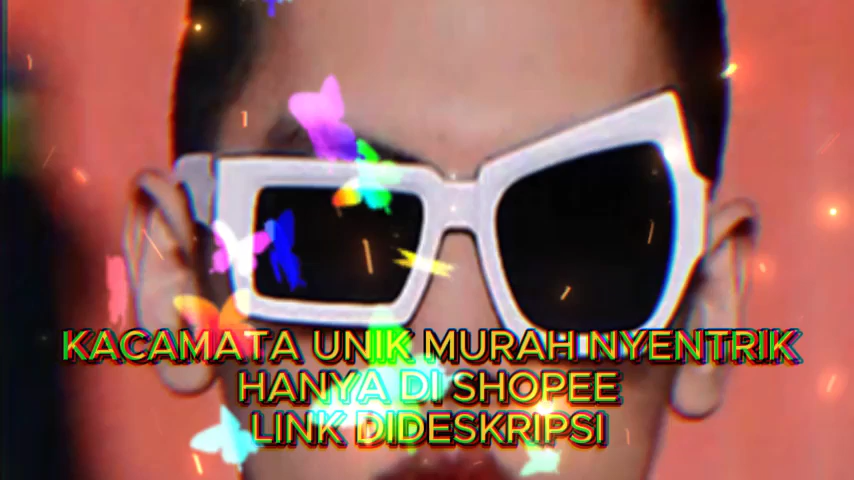 KACAMATA UNIK MURAH NYENTRIK
HANYA DI SHOPEE
LINK DIDESKRIPSI